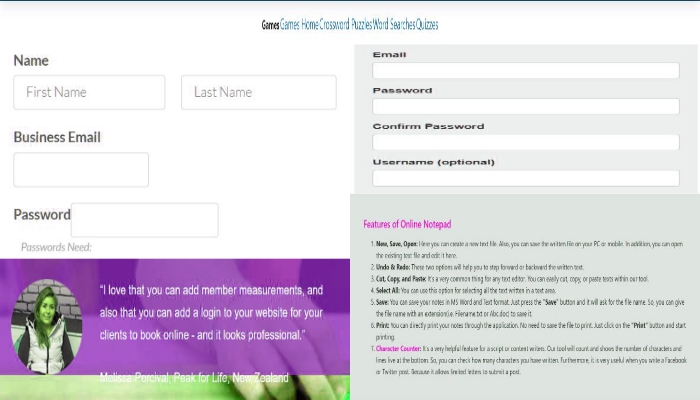 Games Games Home Crossword Puzzles Word Searches Quizzes
Name
First Name Last Name
Business Email
Password
Passwords Need:
"I love that you can add member measurements, and
also that you can add a login to your website for your
clients to book online - and it looks professional."
Melissa Percival, Peak for Life, New Zealand
Email
Password
Confirm Password
Username (optional)
Features of Online Notepad
1. New, Save, Open: Here you can create a new text file. Also, you can save the written file on your PC or mobile. In addition, you can open
the existing text file and edit it here.
2. Undo & Redo: These two options will help you to step forward or backward the written text.
3. Cut, Copy, and Paste: It's a very common thing for any text editor. You can easily cut, copy, or paste texts within our tool.
4. Select All: You can use this option for selecting all the text written in a text area.
5. Save: You can save your notes in MS Word and Text format. Just press the "Save" button and it will ask for the file name. So, you can give
the file name with an extension i.e. Filename.txt or Abc.doc to save it.
6. Print: You can directly print your notes through the application. No need to save the file to print. Just click on the "Print" button and start
printing.
7. Character Counter: It's a very helpful feature for a script or content writers. Our tool will count and shows the number of characters and
lines live at the bottom. So, you can check how many characters you have written. Furthermore, it is very useful when you write a Facebook
or Twitter post. Because it allows limited letters to submit a post.